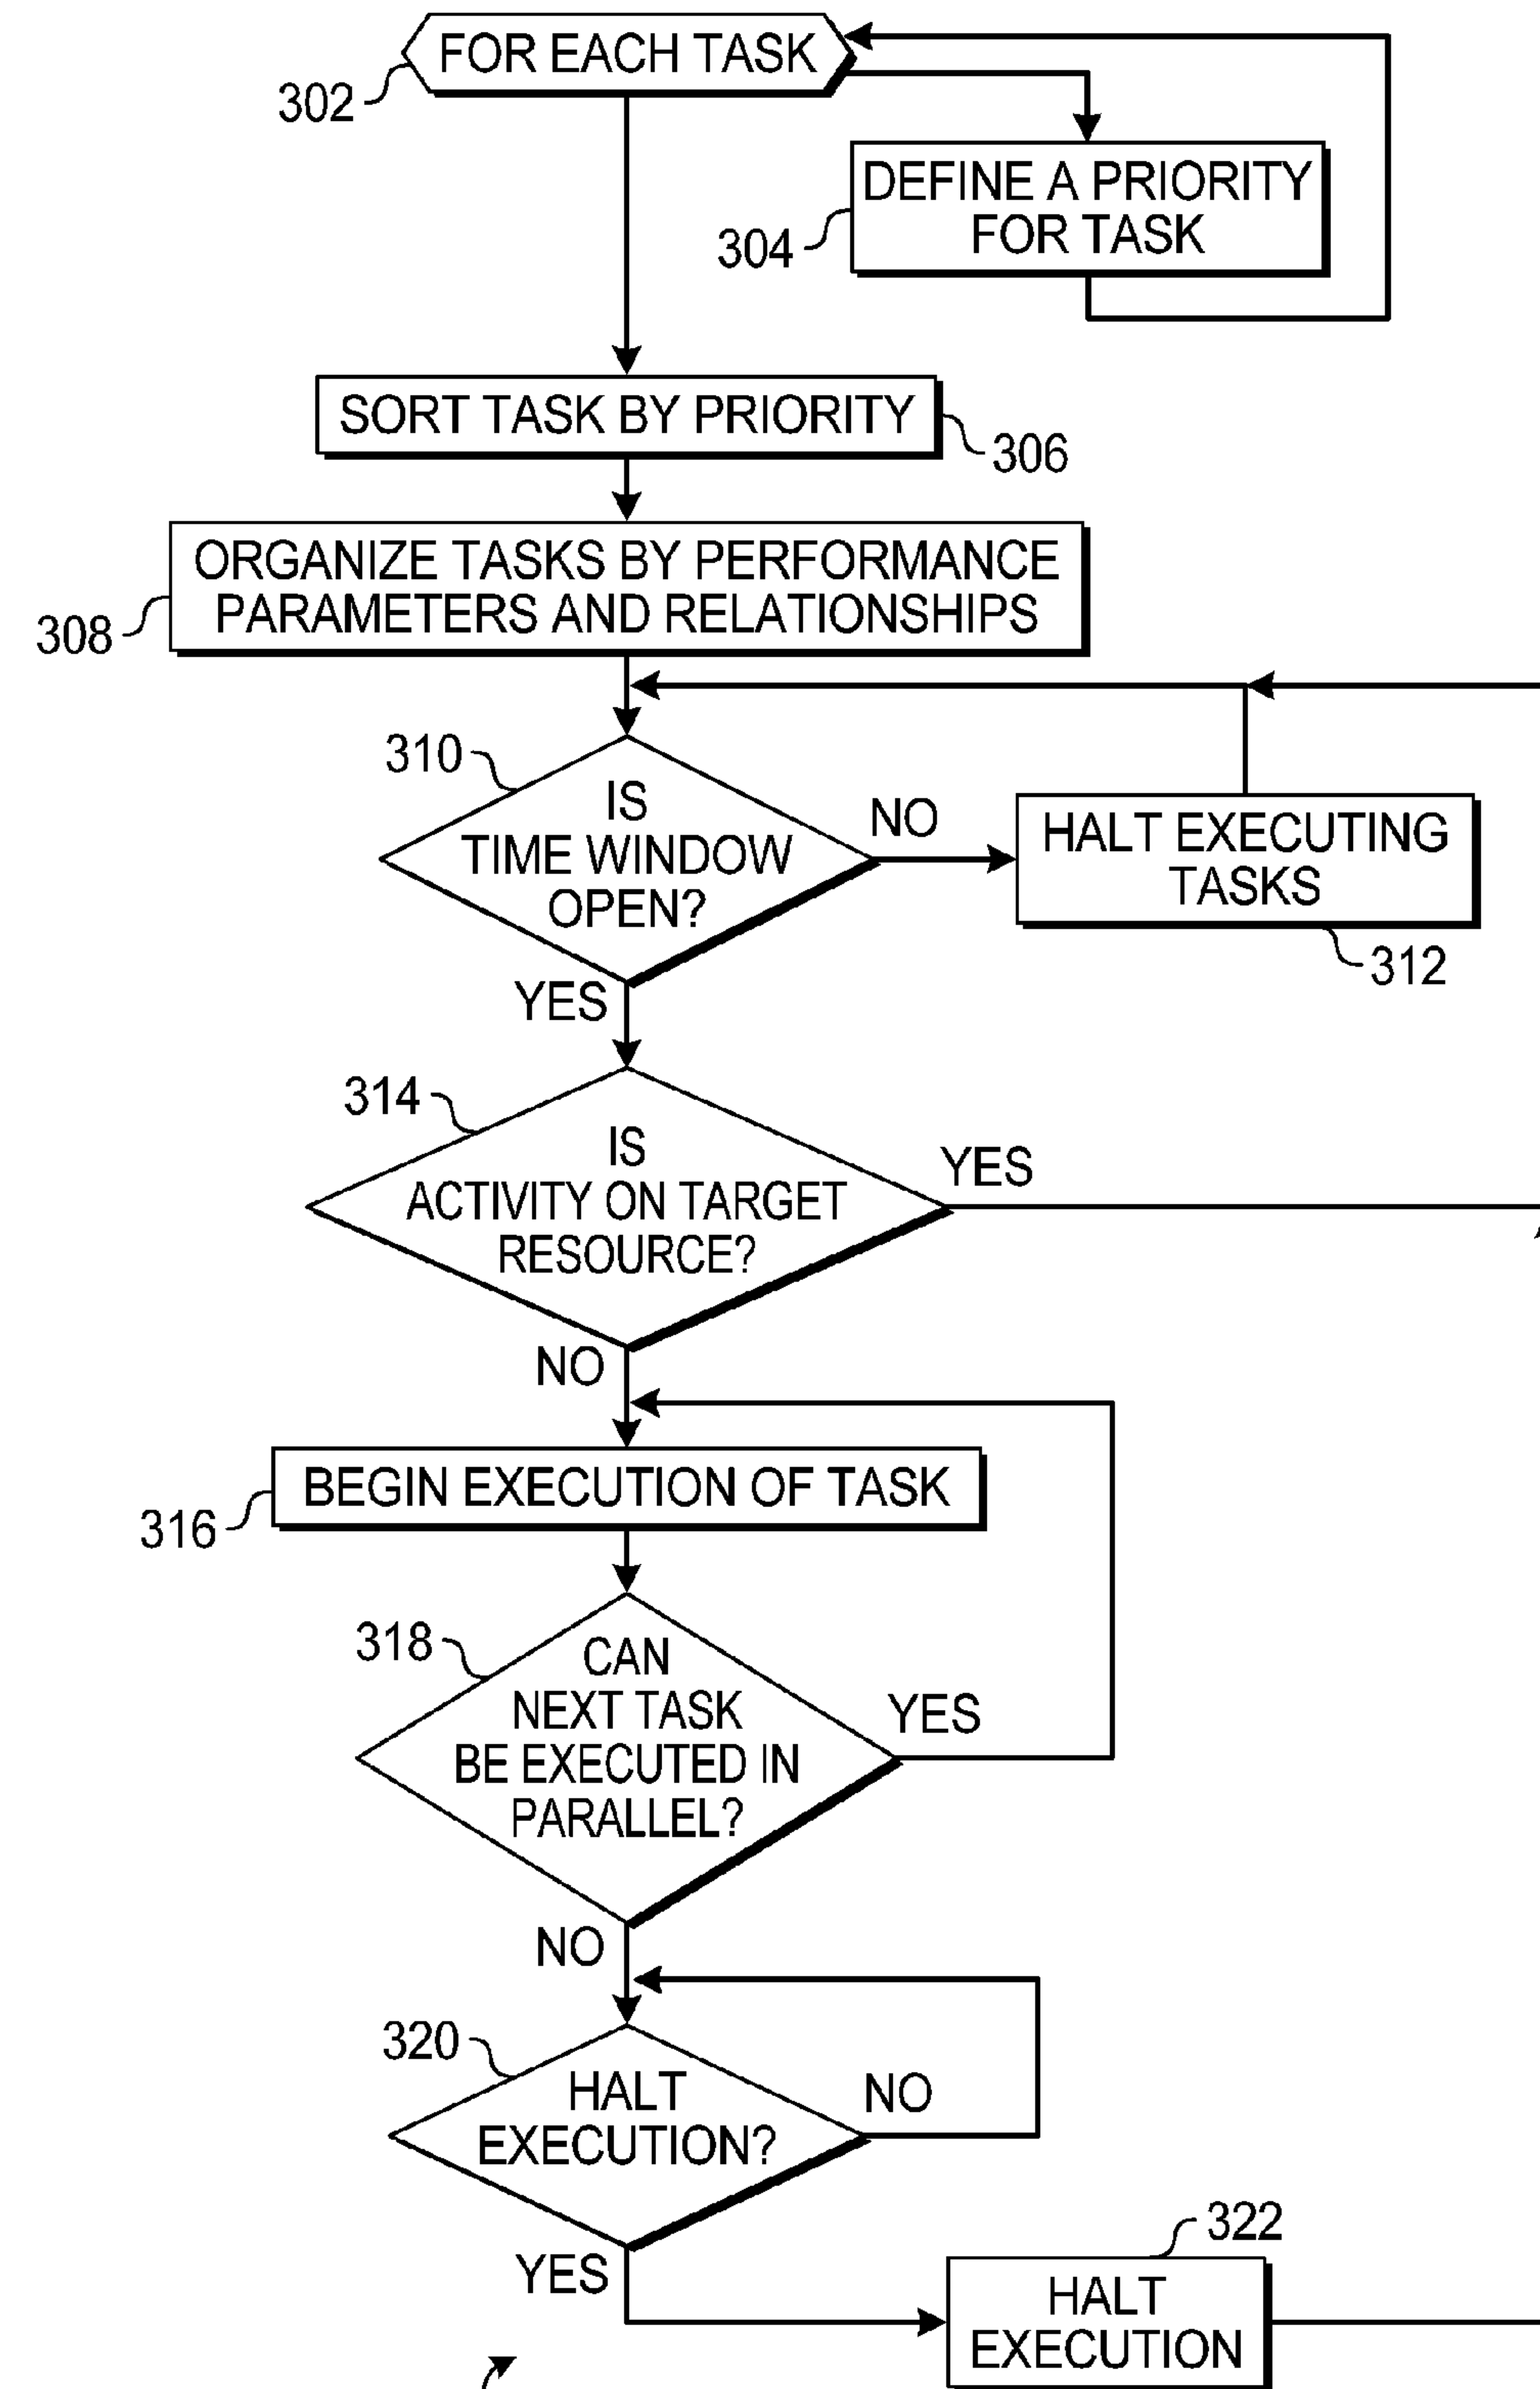 FOR EACH TASK
302
DEFINE A PRIORITY
FOR TASK
304
SORT TASK BY PRIORITY
306
ORGANIZE TASKS BY PERFORMANCE
PARAMETERS AND RELATIONSHIPS
308
310
IS
TIME WINDOW
OPEN?
NO
HALT EXECUTING
TASKS
312
YES
314
IS
ACTIVITY ON TARGET
RESOURCE?
YES
NO
BEGIN EXECUTION OF TASK
316
318
CAN
NEXT TASK
BE EXECUTED IN
PARALLEL?
YES
NO
320
HALT
EXECUTION?
NO
YES
322
HALT
EXECUTION